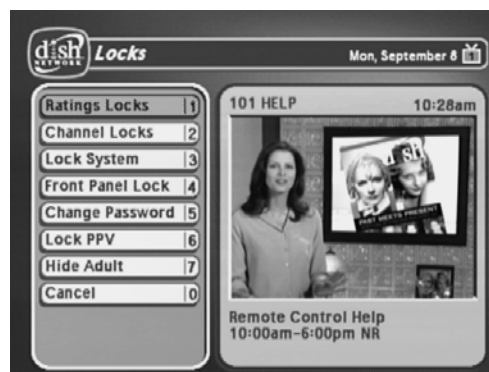 dish
NETWORK
Locks
Mon, September 8
Ratings Locks 1
Channel Locks 2
Lock System 3
Front Panel Lock 4
Change Password 5
Lock PPV 6
Hide Adult 7
Cancel 0
101 HELP 10:28am
PAST MEETS PRESENT
Remote Control Help
10:00am-6:00pm NR